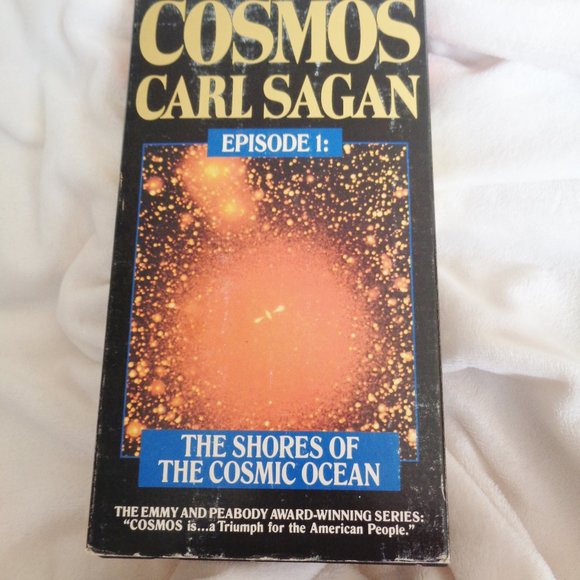 COSMOS
CARL SAGAN
EPISODE 1:
THE SHORES OF
THE COSMIC OCEAN
THE EMMY AND PEABODY AWARD-WINNING SERIES:
“COSMOS is...a Triumph for the American People.”